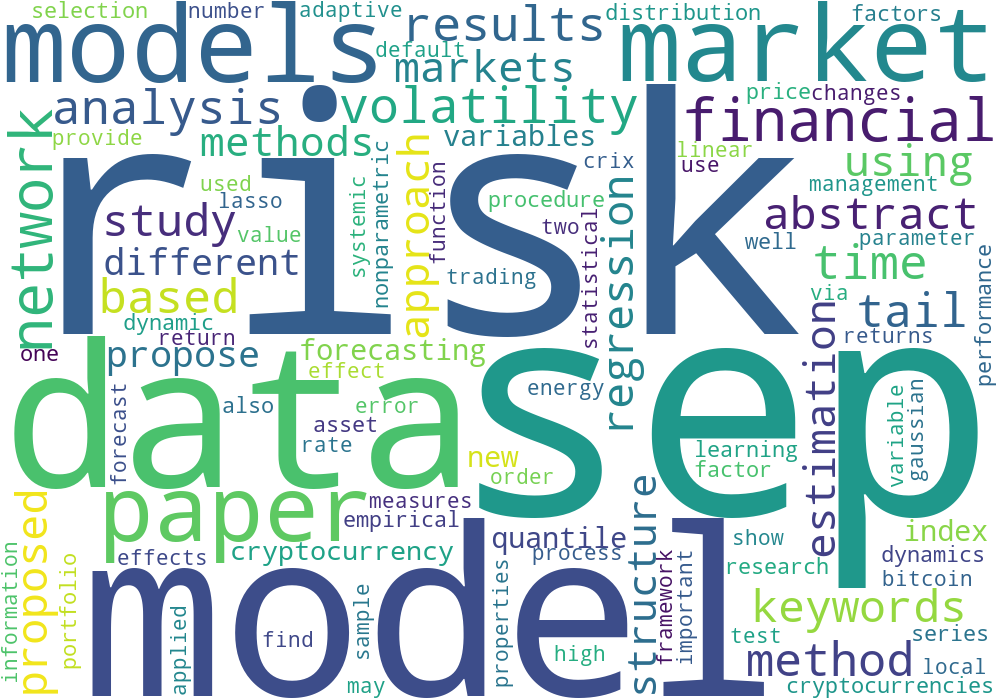 selection
number
adaptive
distribution
factors
models
results
market
default
markets
analysis
volatility
price
changes
financial
network
provide
methods
variables
linear
risk
approach
nonparametric
crix
use
using
used
lasso
systemic
function
procedure
regression
management
abstract
study
value
two
statistical
well
parameter
different
trading
time
performance
based
via
tail
dynamic
return
returns
one
propose
forecasting
estimation
data
sep
effect
energy
forecast
also
error
asset
rate
variable
gaussian
new
learning
factor
order
paper
measures
structure
proposed
empirical
quantile
index
effects
cryptocurrency
process
show
dynamics
information
portfolio
model
research
bitcoin
applied
sample
properties
framework
important
keywords
find
test
series
high
method
local
may
cryptocurrencies